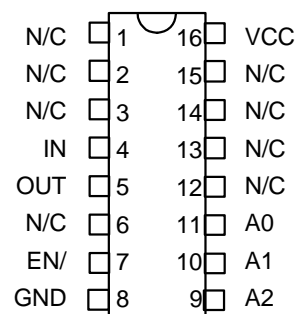 N/C 1 16 VCC
N/C 2 15 N/C
N/C 3 14 N/C
IN 4 13 N/C
OUT 5 12 N/C
N/C 6 11 A0
EN/ 7 10 A1
GND 8 9 A2